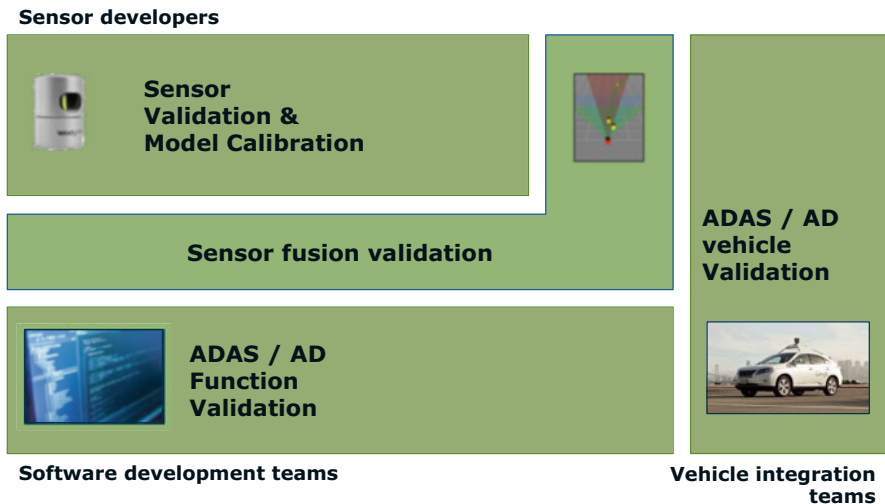 Sensor developers
Sensor
Validation &
Model Calibration
Sensor fusion validation
ADAS / AD
vehicle
Validation
ADAS / AD
Function
Validation
Software development teams
Vehicle integration
teams